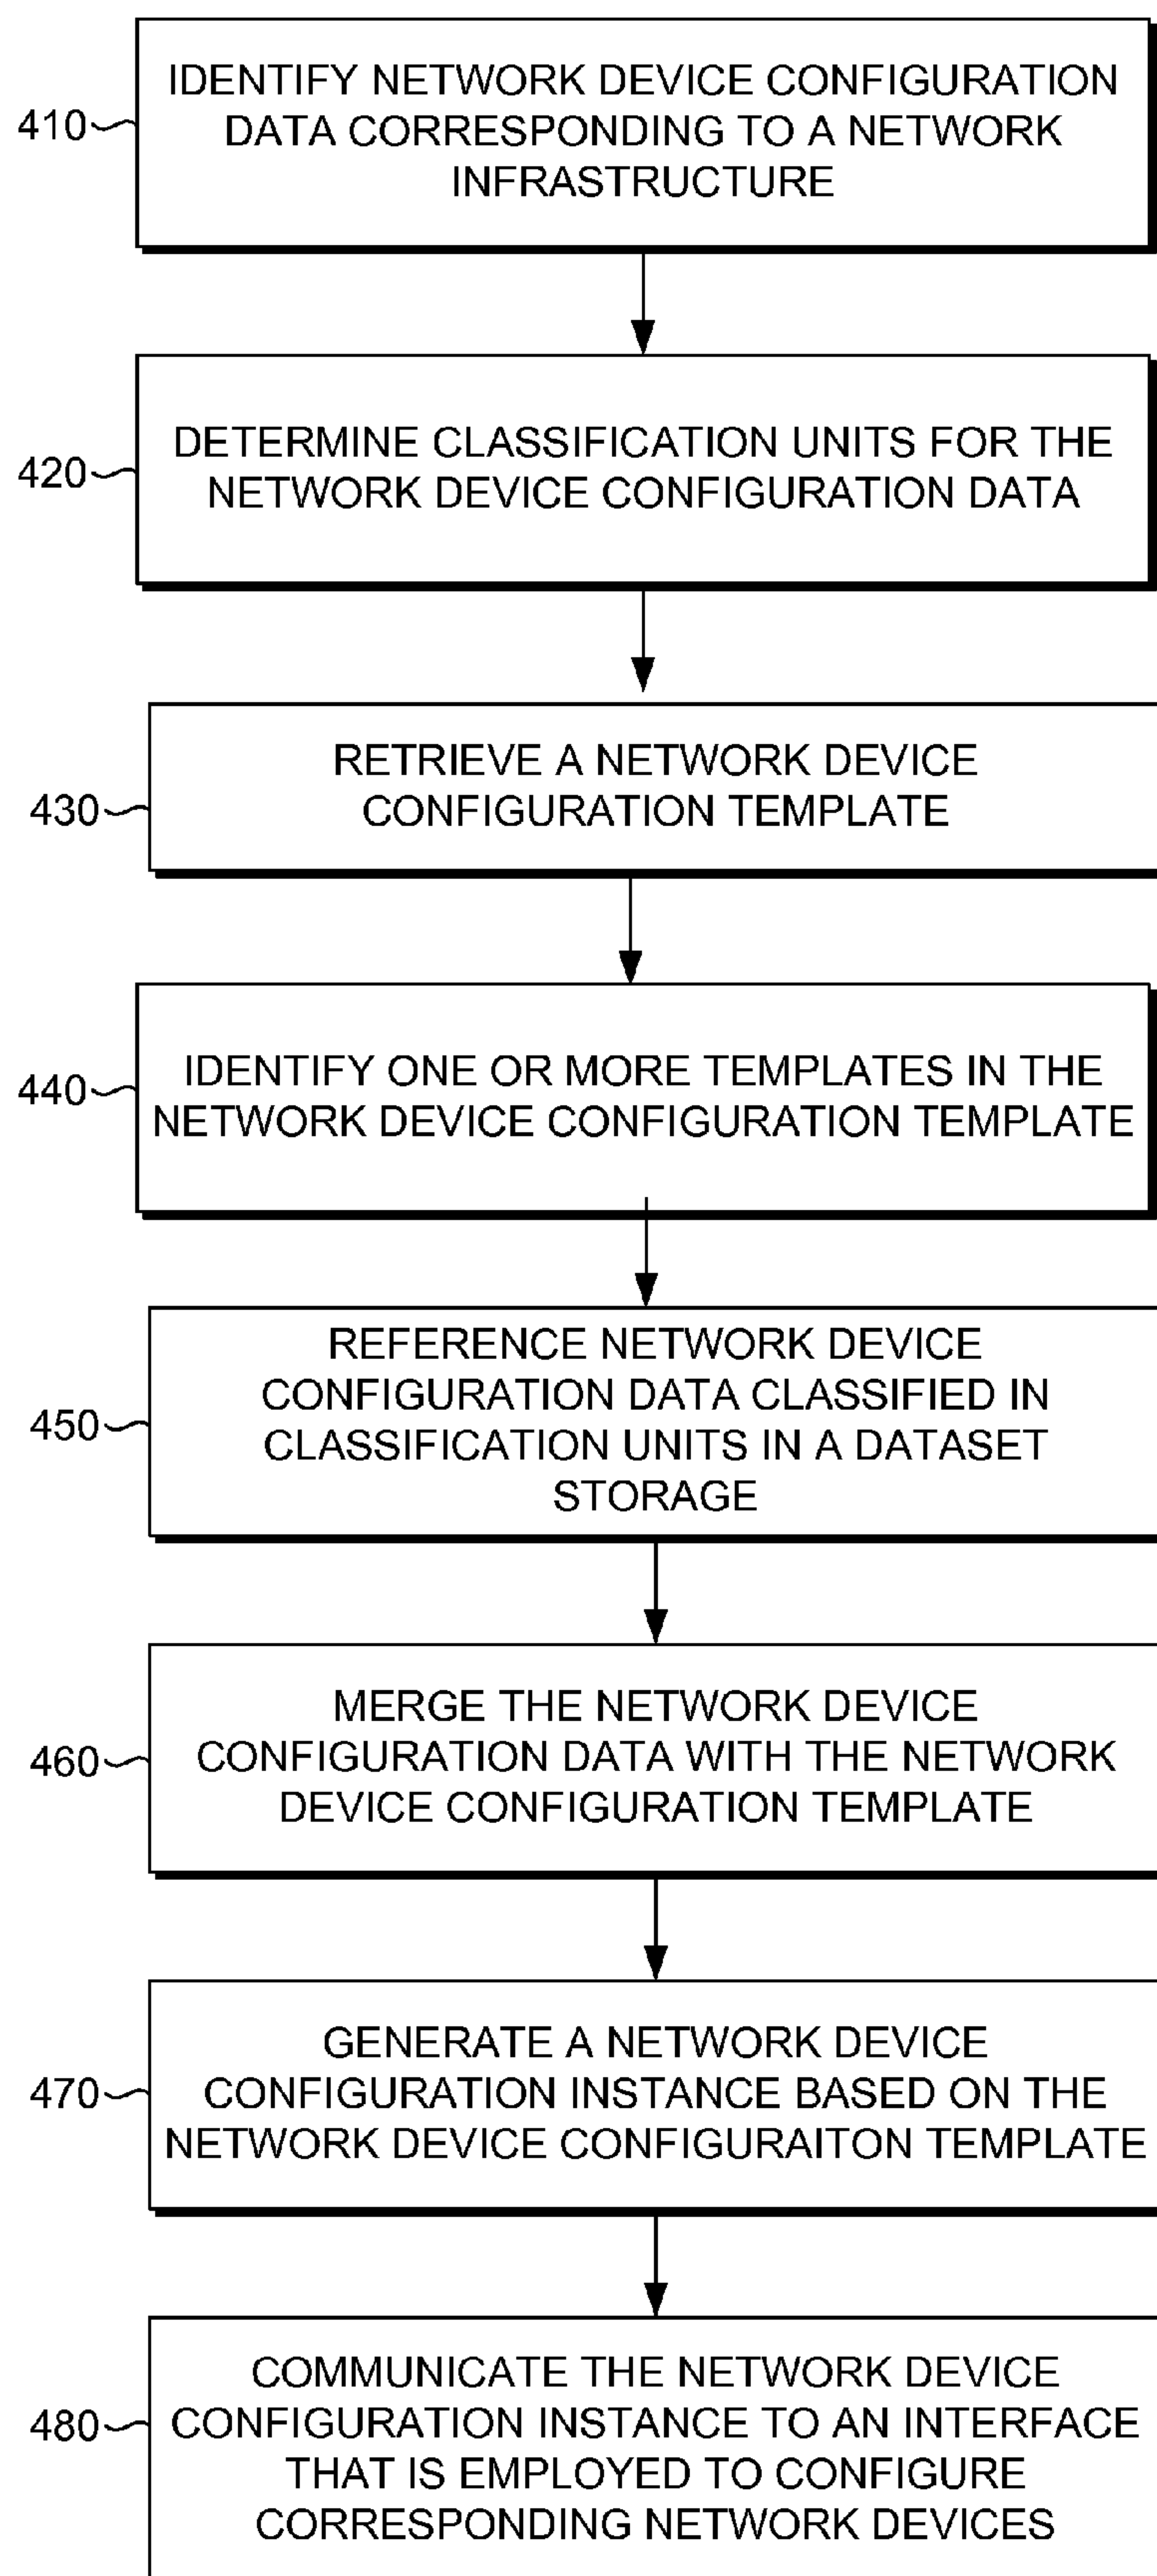 IDENTIFY NETWORK DEVICE CONFIGURATION
410
DATA CORRESPONDING TO A NETWORK
INFRASTRUCTURE
DETERMINE CLASSIFICATION UNITS FOR THE
420
NETWORK DEVICE CONFIGURATION DATA
RETRIEVE A NETWORK DEVICE
430
CONFIGURATION TEMPLATE
IDENTIFY ONE OR MORE TEMPLATES IN THE
440
NETWORK DEVICE CONFIGURATION TEMPLATE
REFERENCE NETWORK DEVICE
CONFIGURATION DATA CLASSIFIED IN
450
CLASSIFICATION UNITS IN A DATASET
STORAGE
MERGE THE NETWORK DEVICE
460
CONFIGURATION DATA WITH THE NETWORK
DEVICE CONFIGURATION TEMPLATE
GENERATE A NETWORK DEVICE
470
CONFIGURATION INSTANCE BASED ON THE
NETWORK DEVICE CONFIGURAITON TEMPLATE
COMMUNICATE THE NETWORK DEVICE
480
CONFIGURATION INSTANCE TO AN INTERFACE
THAT IS EMPLOYED TO CONFIGURE
CORRESPONDING NETWORK DEVICES